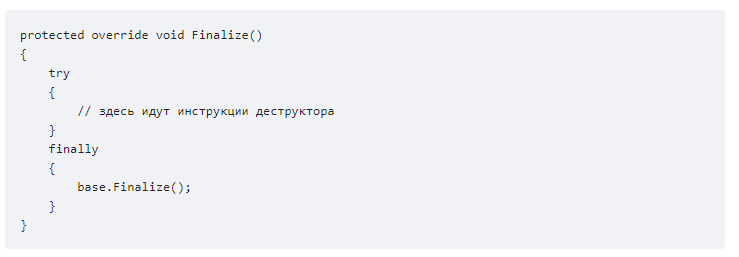 protected override void Finalize()
{
    try
    {
        // здесь идут инструкции деструктора
    }
    finally
    {
        base.Finalize();
    }
}